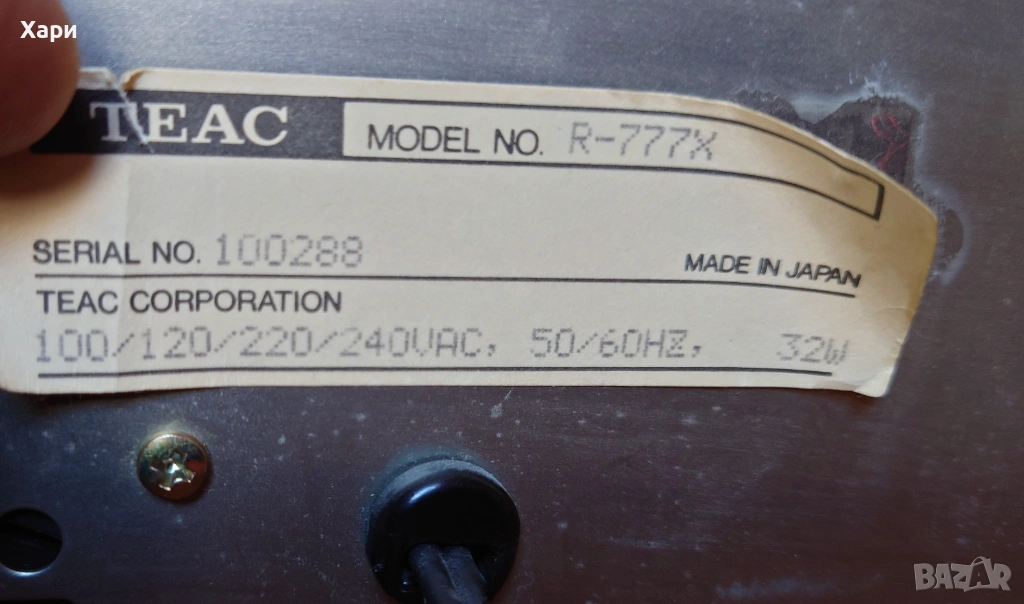 Хари
TEAC MODEL NO. R-777X
SERIAL NO. 100288
MADE IN JAPAN
TEAC CORPORATION
100/120/220/240VAC, 50/60HZ, 32W
BAZAR